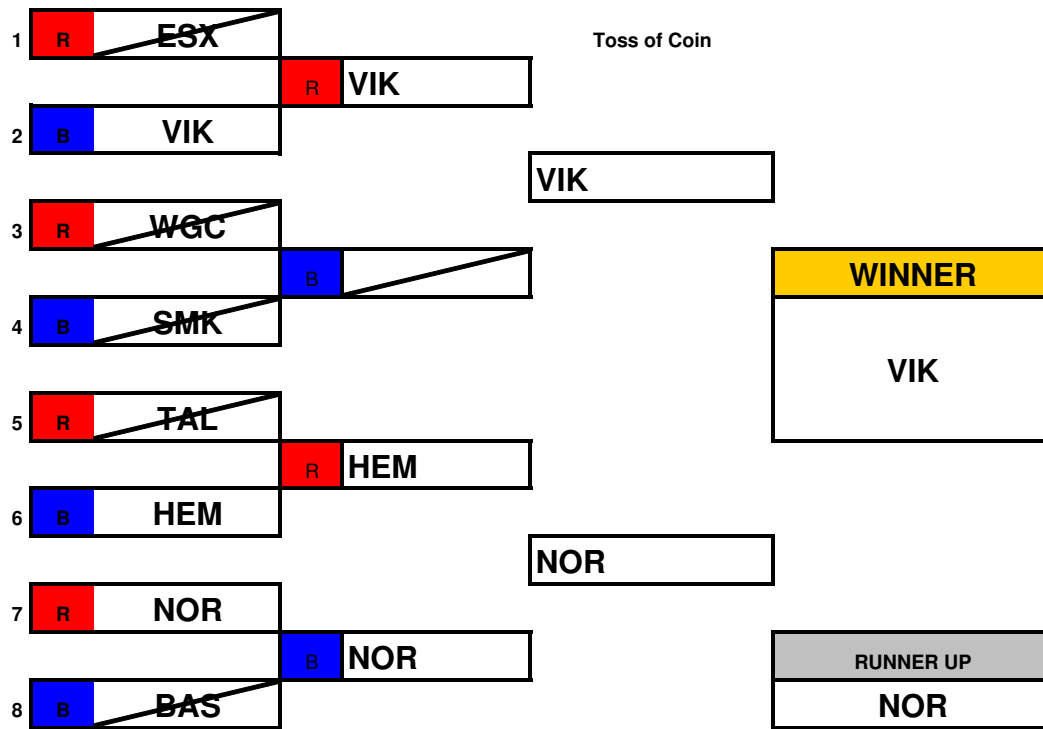 1 R ESX
Toss of Coin
R VIK
2 B VIK
VIK
3 R WGC
B
WINNER
4 B SMK
VIK
5 R TAL
R HEM
6 B HEM
NOR
7 R NOR
B NOR
RUNNER UP
8 B BAS
NOR